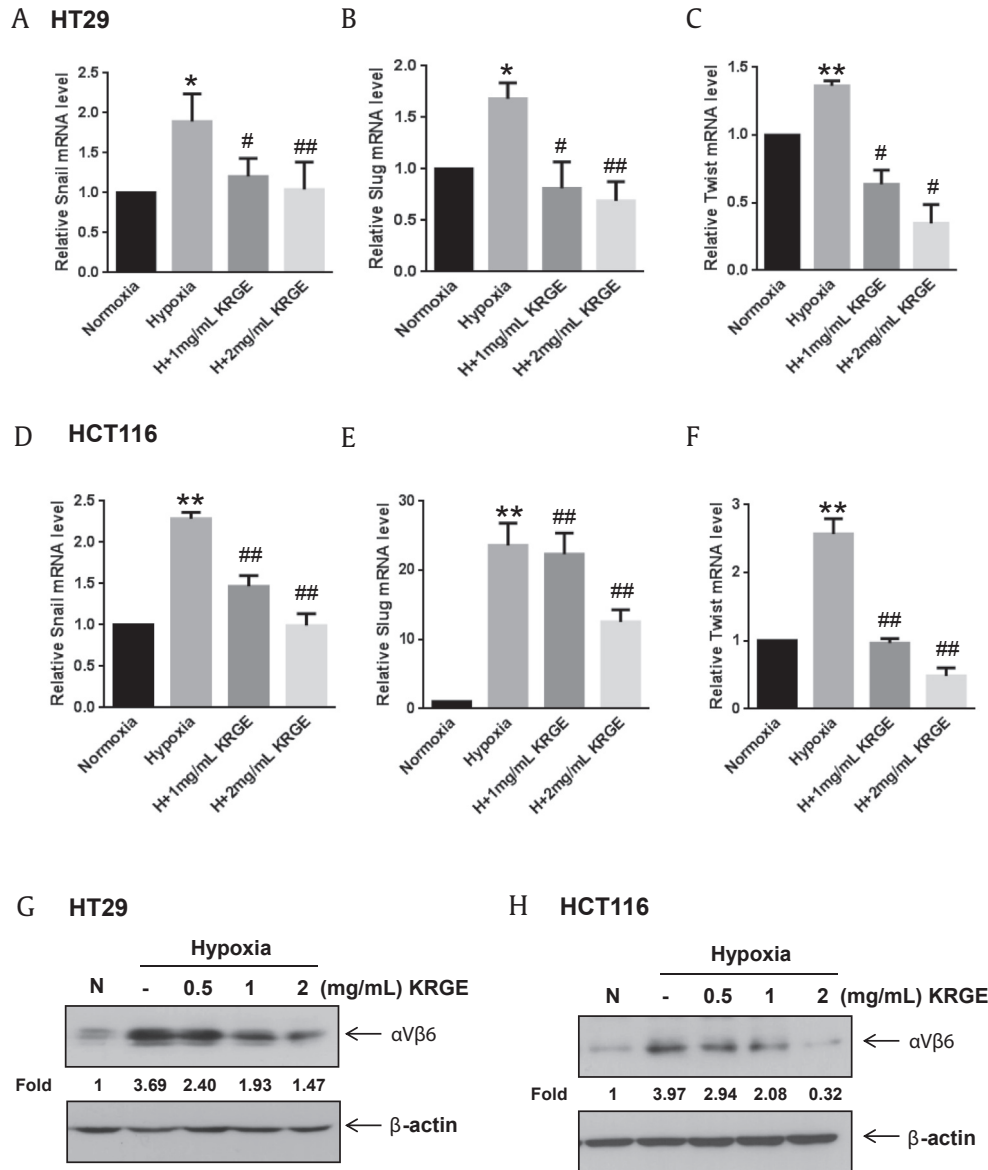 A HT29
B
C
Relative Snail mRNA level
2.5
2.0
1.5
1.0
0.5
0.0
*
#
##
Normoxia
Hypoxia
H+1mg/mL KRGE
H+2mg/mL KRGE
Relative Slug mRNA level
2.0
1.5
1.0
0.5
0.0
*
#
##
Normoxia
Hypoxia
H+1mg/mL KRGE
H+2mg/mL KRGE
Relative Twist mRNA level
1.5
1.0
0.5
0.0
**
#
#
Normoxia
Hypoxia
H+1mg/mL KRGE
H+2mg/mL KRGE
D HCT116
E
F
Relative Snail mRNA level
2.5
2.0
1.5
1.0
0.5
0.0
**
##
##
Normoxia
Hypoxia
H+1mg/mL KRGE
H+2mg/mL KRGE
Relative Slug mRNA level
30
20
10
0
**
##
##
Normoxia
Hypoxia
H+1mg/mL KRGE
H+2mg/mL KRGE
Relative Twist mRNA level
3
2
1
0
**
##
##
Normoxia
Hypoxia
H+1mg/mL KRGE
H+2mg/mL KRGE
G HT29
Hypoxia
N - 0.5 1 2 (mg/mL) KRGE
αVβ6
Fold 1 3.69 2.40 1.93 1.47
β-actin
H HCT116
Hypoxia
N - 0.5 1 2 (mg/mL) KRGE
αVβ6
Fold 1 3.97 2.94 2.08 0.32
β-actin